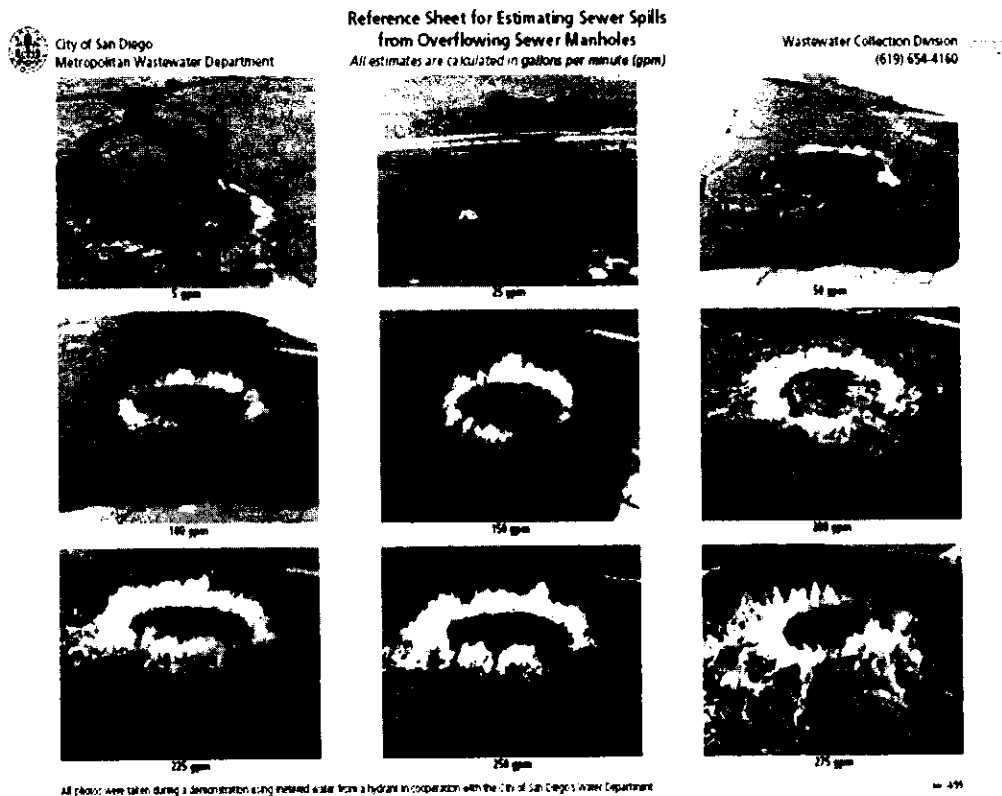 Reference Sheet for Estimating Sewer Spills
from Overflowing Sewer Manholes
All estimates are calculated in gallons per minute (gpm)
City of San Diego
Metropolitan Wastewater Department
Wastewater Collection Division
(619) 654-4160
5 gpm
25 gpm
50 gpm
100 gpm
150 gpm
200 gpm
225 gpm
250 gpm
275 gpm
All photos were taken during a demonstration using metered water from a hydrant in cooperation with the City of San Diego's Water Department.